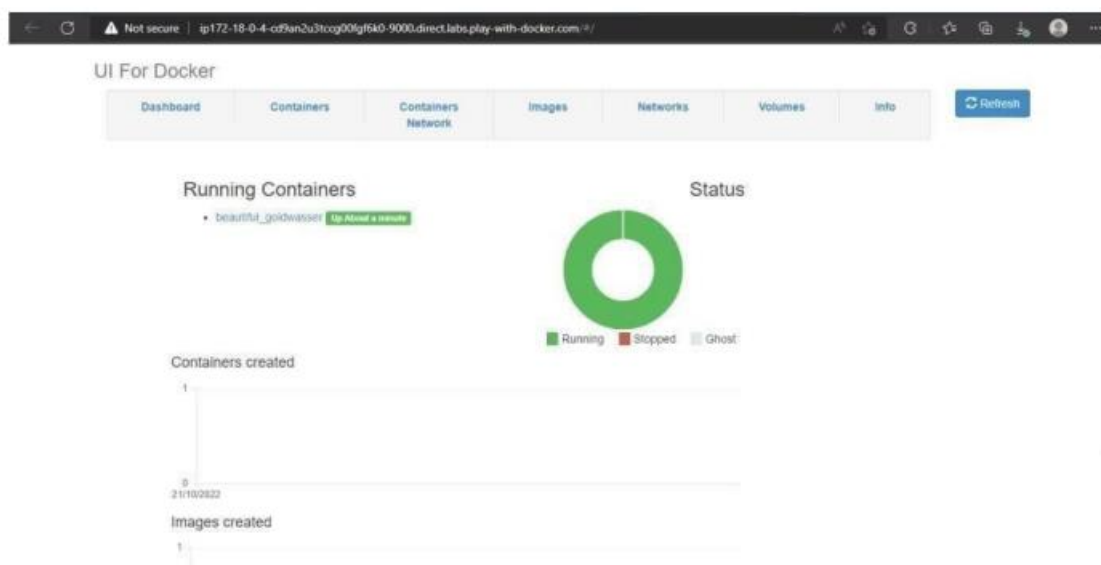 Not secure ip172-18-0-4-cd9an2u3tccg00fgf6k0-9000.direct.labs.play-with-docker.com/#/
UI For Docker
Dashboard Containers Containers Network Images Networks Volumes Info Refresh
Running Containers
beautiful_goldwasser Up About a minute
Status
Running Stopped Ghost
Containers created
1
0
21/10/2022
Images created
1